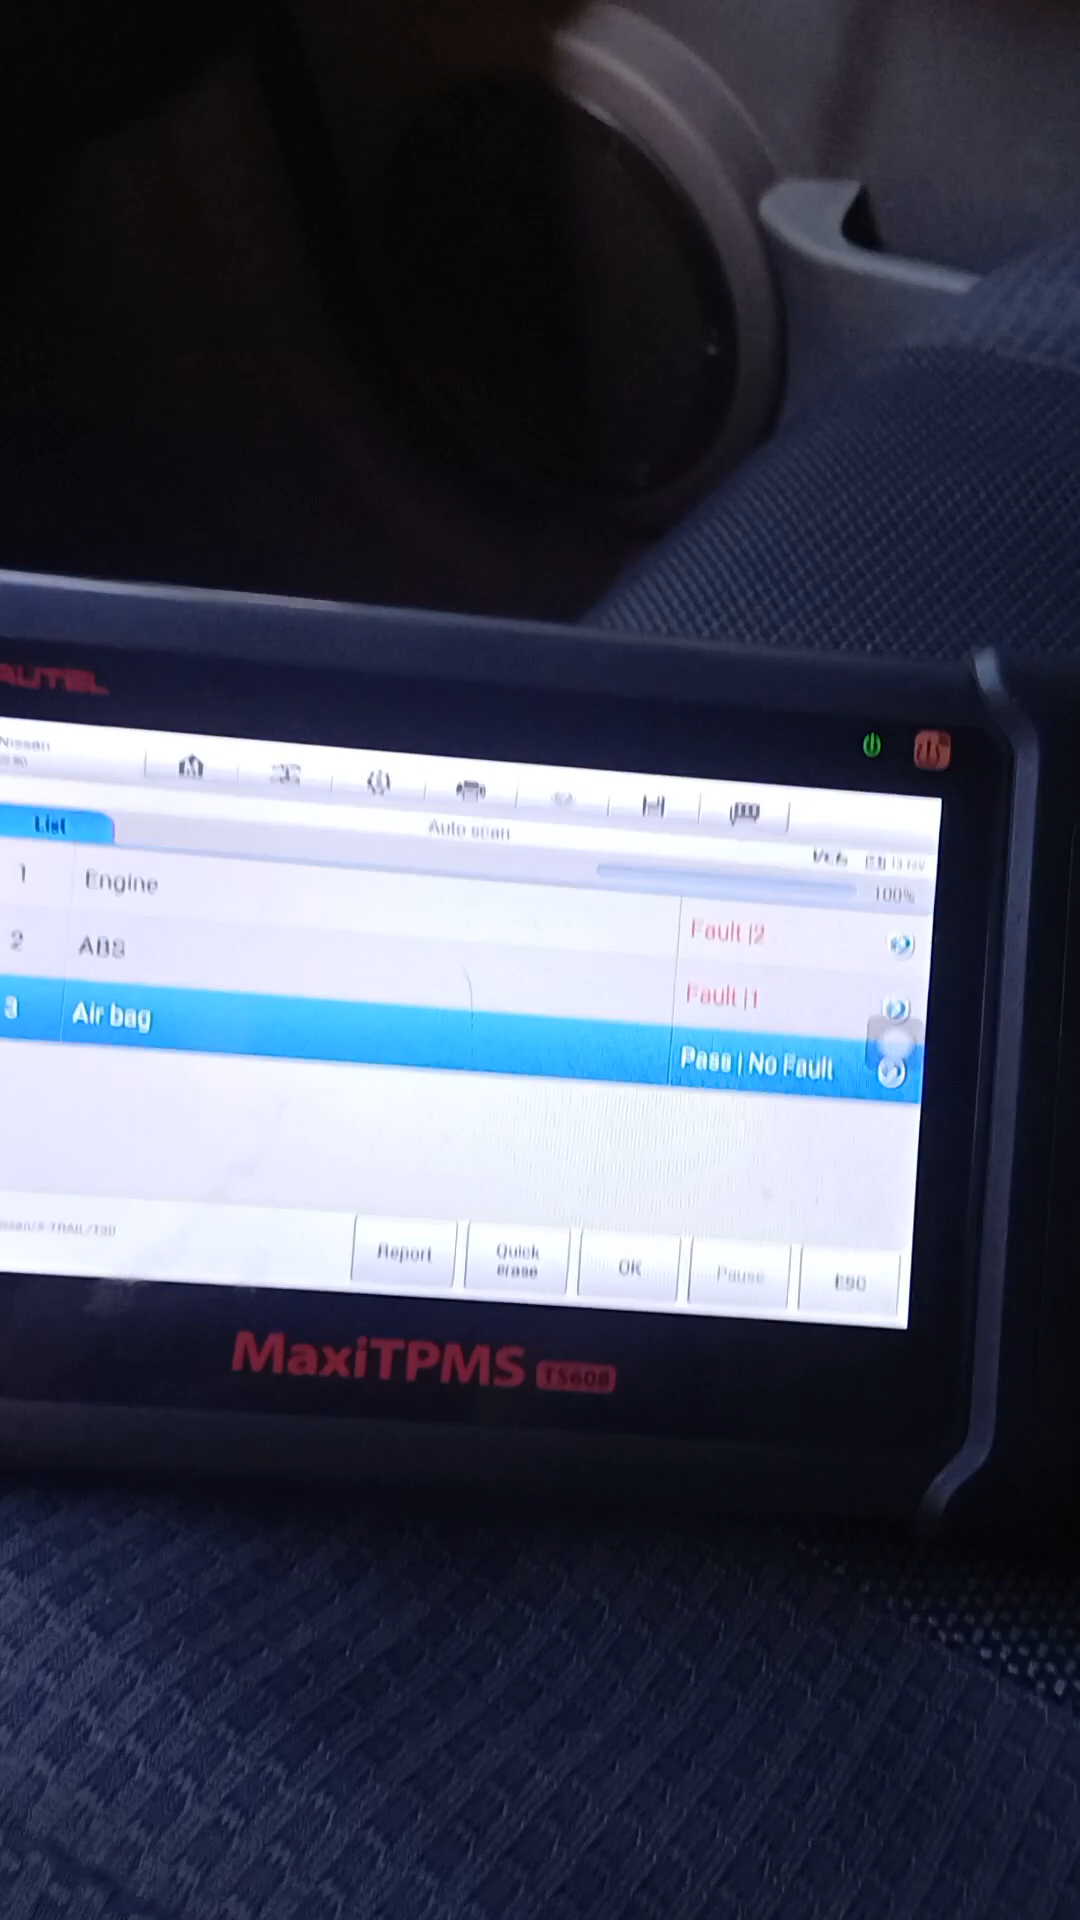 AUTEL
Nissan
List
Auto scan
100%
1 Engine Fault |2
2 ABS Fault |1
3 Air bag Pass | No Fault
Report
Quick
erase
OK
Pause
ESC
MaxiTPMS TS608